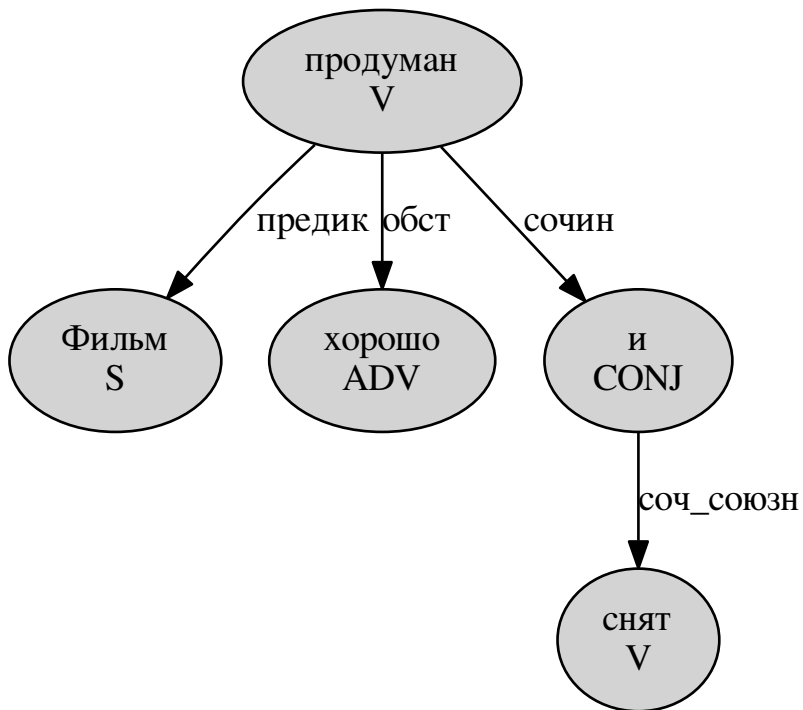 продуман
V
предик обст сочин
Фильм
S
хорошо
ADV
и
CONJ
соч_союзн
снят
V